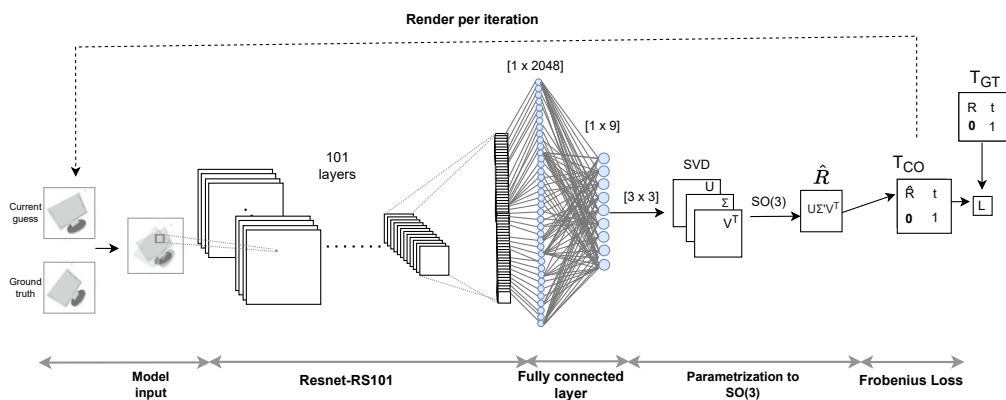 Render per iteration
[1 x 2048]
T_GT
R t
0 1
[1 x 9]
101
layers
SVD
[3 x 3]
U
Σ
V^T
SO(3)
R̂
UΣ'V^T
T_CO
R̂ t
0 1
L
Current
guess
Ground
truth
Model
input
Resnet-RS101
Fully connected
layer
Parametrization to
SO(3)
Frobenius Loss